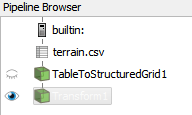 Pipeline Browser
builtin:
terrain.csv
TableToStructuredGrid1
Transform1